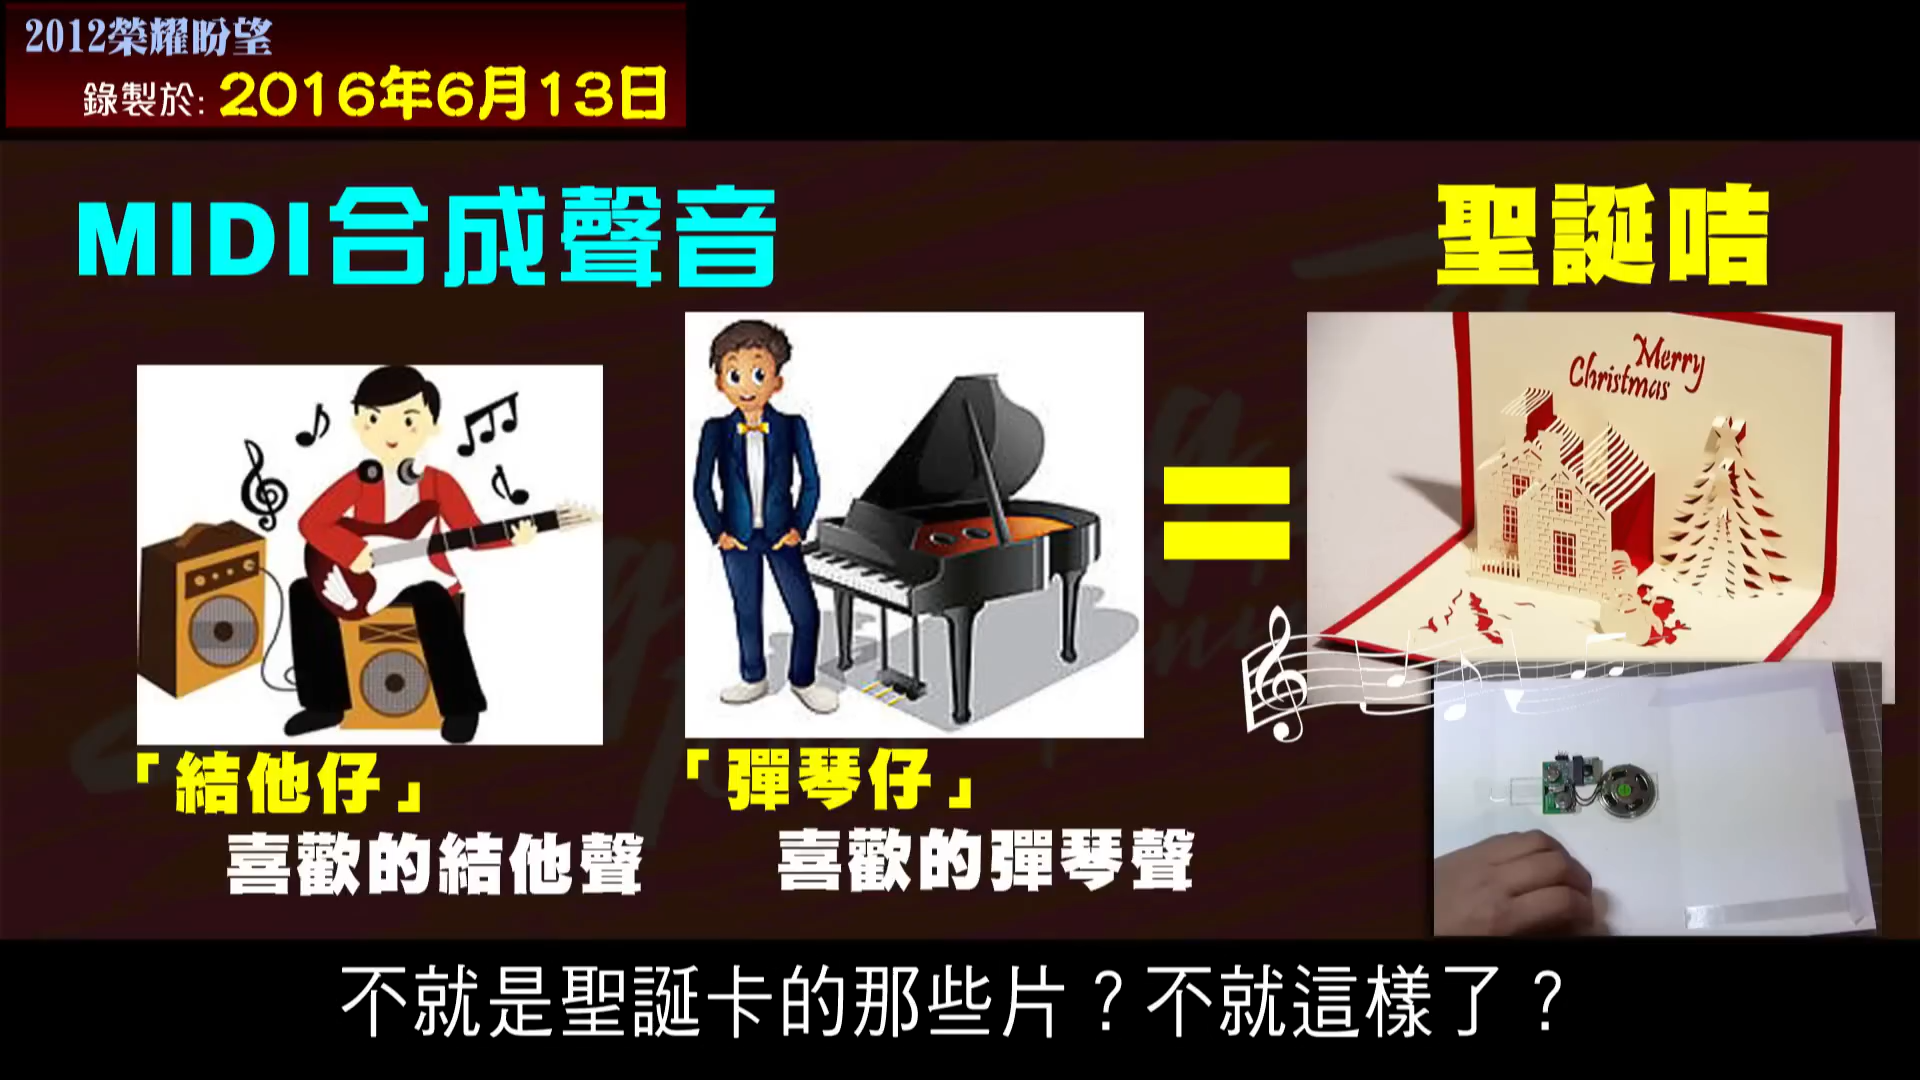 2012榮耀盼望
錄製於: 2016年6月13日
MIDI合成聲音
聖誕咭
Merry
Christmas
「結他仔」
喜歡的結他聲
「彈琴仔」
喜歡的彈琴聲
不就是聖誕卡的那些片？不就這樣了？